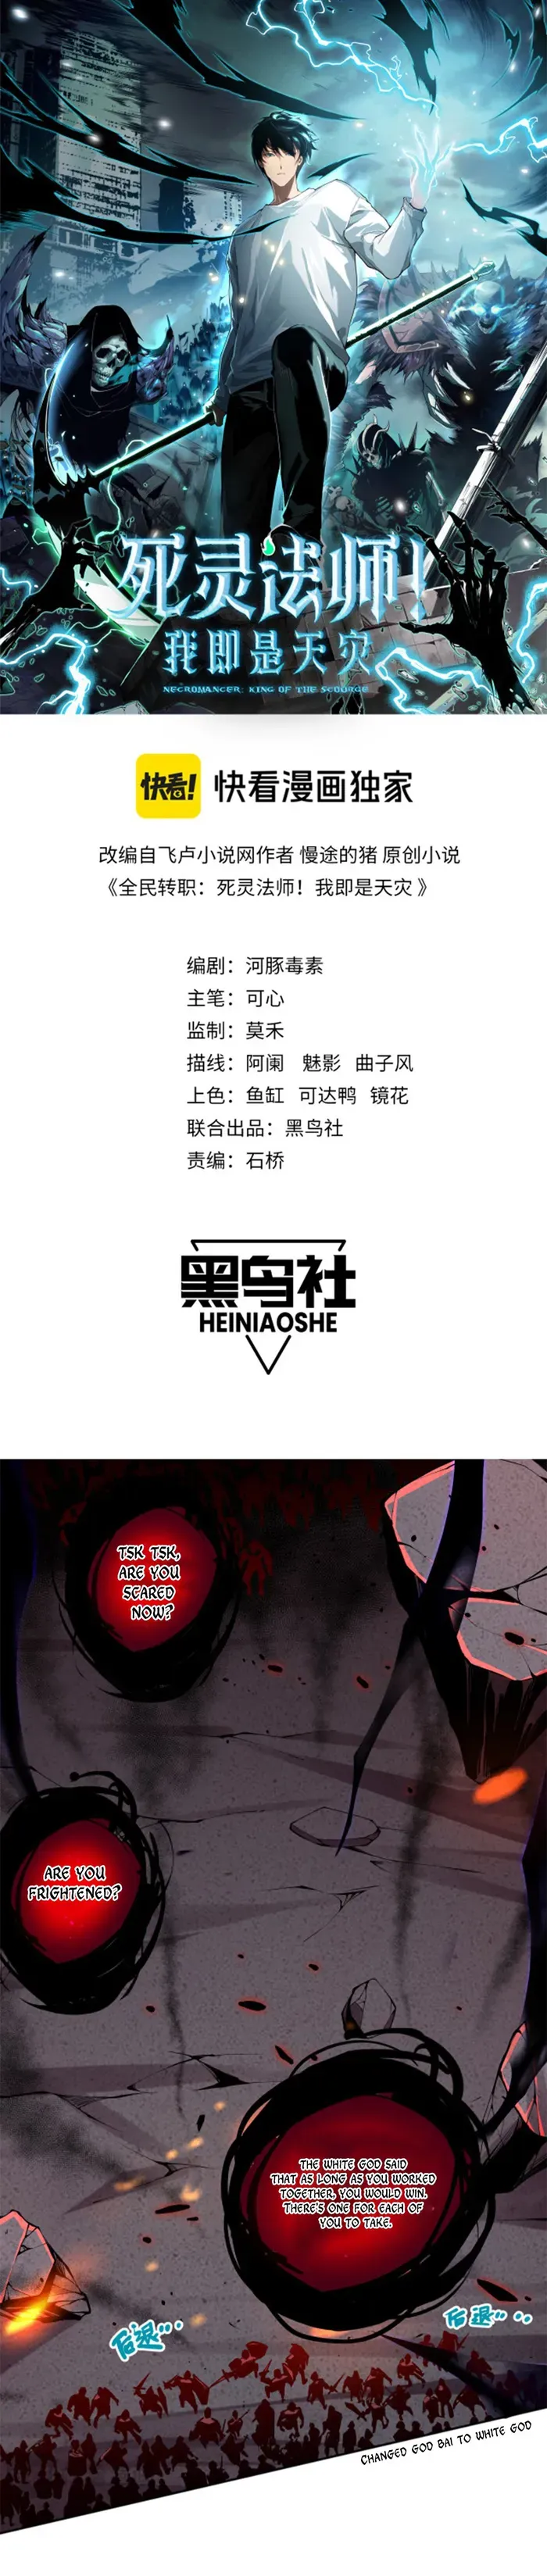 死灵法师！
我即是天灾
NECROMANCER: KING OF THE SCOURGE
快看！ 快看漫画独家
改编自飞卢小说网作者 慢途的猪 原创小说
《全民转职：死灵法师！我即是天灾 》
编剧：河豚毒素
主笔：可心
监制：莫禾
描线：阿阑 魅影 曲子风
上色：鱼缸 可达鸭 镜花
联合出品：黑鸟社
责编：石桥
黑鸟社
HEINIAOSHE
TSK TSK,
ARE YOU
SCARED
NOW?
ARE YOU
FRIGHTENED?
THE WHITE GOD SAID
THAT AS LONG AS YOU WORKED
TOGETHER, YOU WOULD WIN.
THERE'S ONE FOR EACH OF
YOU TO TAKE.
后退...
后退...
CHANGED GOD BAI TO WHITE GOD